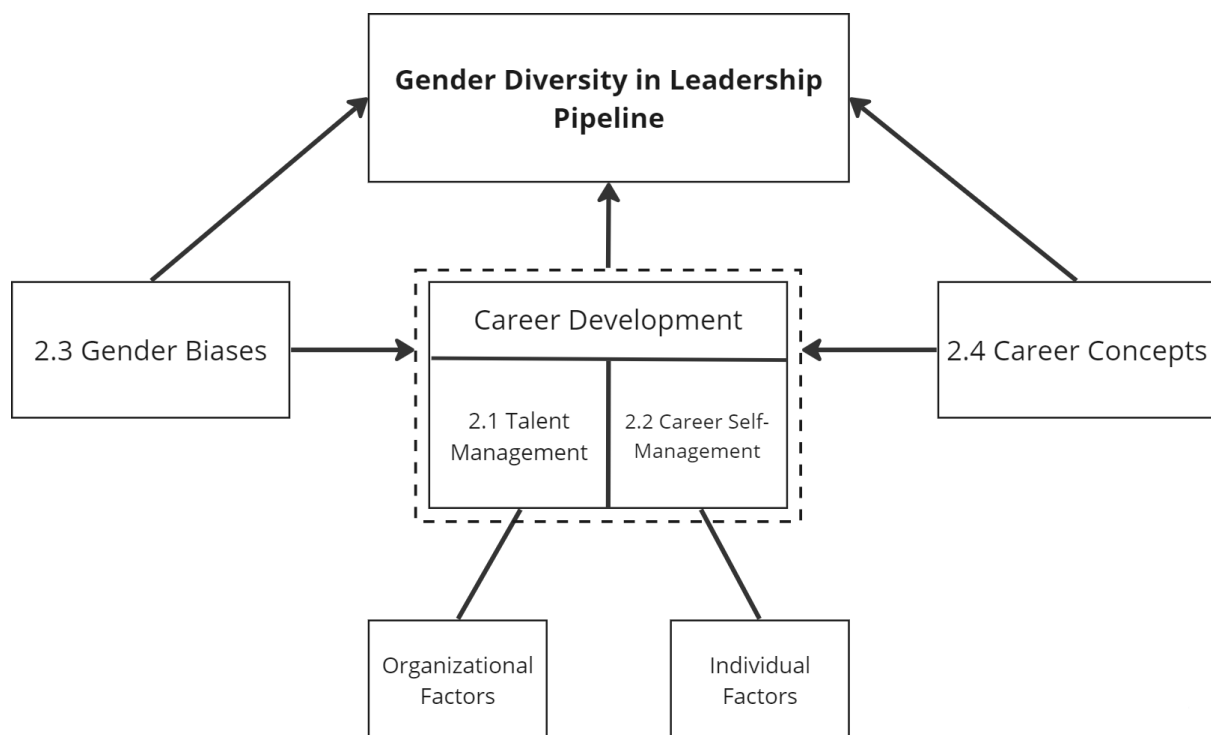 Gender Diversity in Leadership
Pipeline
2.3 Gender Biases
Career Development
2.4 Career Concepts
2.1 Talent
Management
2.2 Career Self-
Management
Organizational
Factors
Individual
Factors